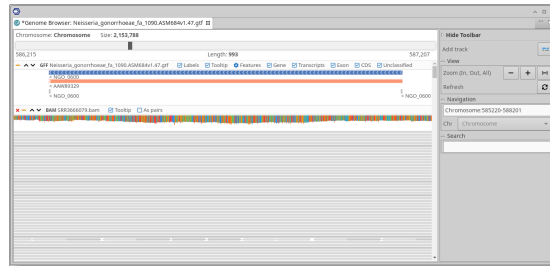 *Genome Browser: Neisseria_gonorrhoeae_fa_1090.ASM684v1.47.gtf
Chromosome: Chromosome Size: 2,153,788
586,215 Length: 993 587,207
GFF Neisseria_gonorrhoeae_fa_1090.ASM684v1.47.gtf Labels Tooltip Features Gene Transcripts Exon CDS Unclassified
< NGO_0600
< AAW89329
< NGO_0600 < NGO_0600
BAM SRR3666079.bam Tooltip As pairs
Hide Toolbar
Add track
View
Zoom (In, Out, All)
Refresh
Navigation
Chromosome:585220-588201
Chr Chromosome
Search